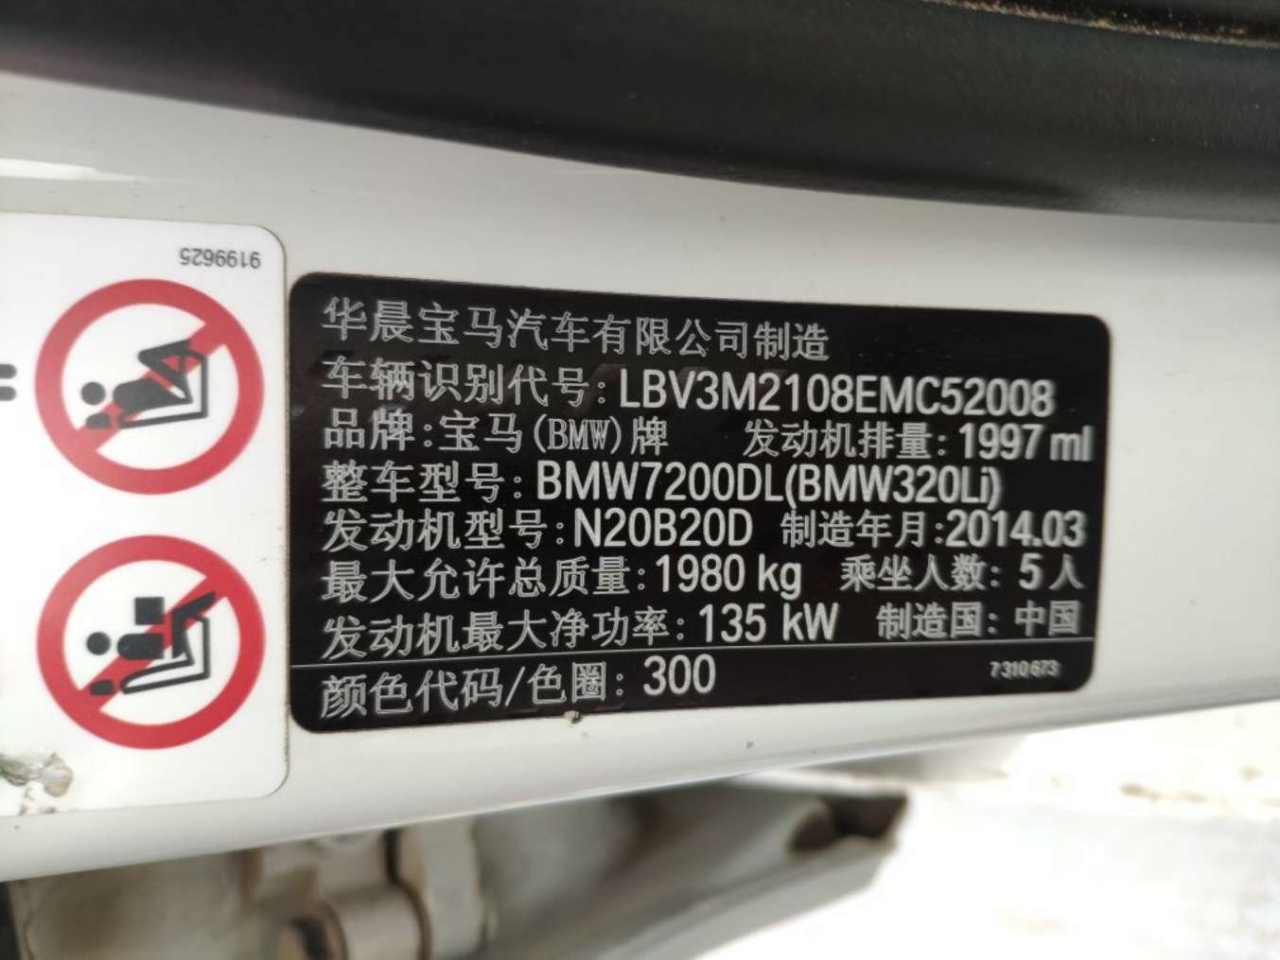 9199625
华晨宝马汽车有限公司制造
车辆识别代号: LBV3M2108EMC52008
品牌: 宝马(BMW)牌 发动机排量: 1997 ml
整车型号: BMW7200DL(BMW320Li)
发动机型号: N20B20D 制造年月: 2014.03
最大允许总质量: 1980 kg 乘坐人数: 5人
发动机最大净功率: 135 kW 制造国: 中国
颜色代码/色圈: 300 7310673